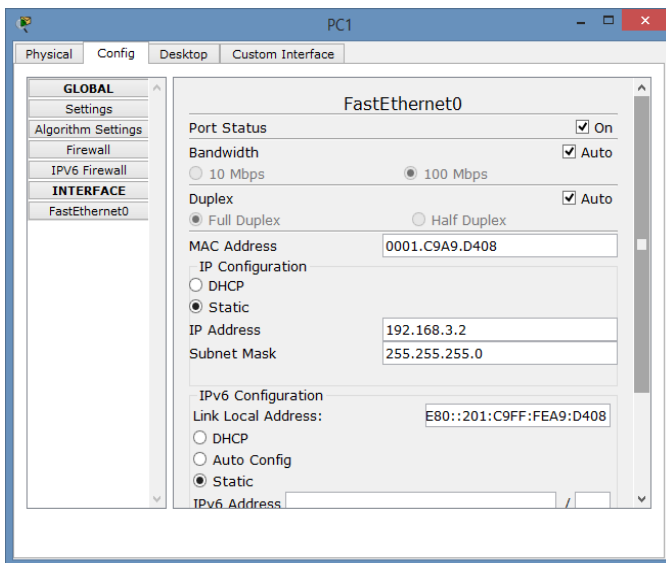 PC1
Physical Config Desktop Custom Interface
GLOBAL
Settings
Algorithm Settings
Firewall
IPV6 Firewall
INTERFACE
FastEthernet0
FastEthernet0
Port Status On
Bandwidth Auto
10 Mbps 100 Mbps
Duplex Auto
Full Duplex Half Duplex
MAC Address 0001.C9A9.D408
IP Configuration
DHCP
Static
IP Address 192.168.3.2
Subnet Mask 255.255.255.0
IPv6 Configuration
Link Local Address: E80::201:C9FF:FEA9:D408
DHCP
Auto Config
Static
IPv6 Address /